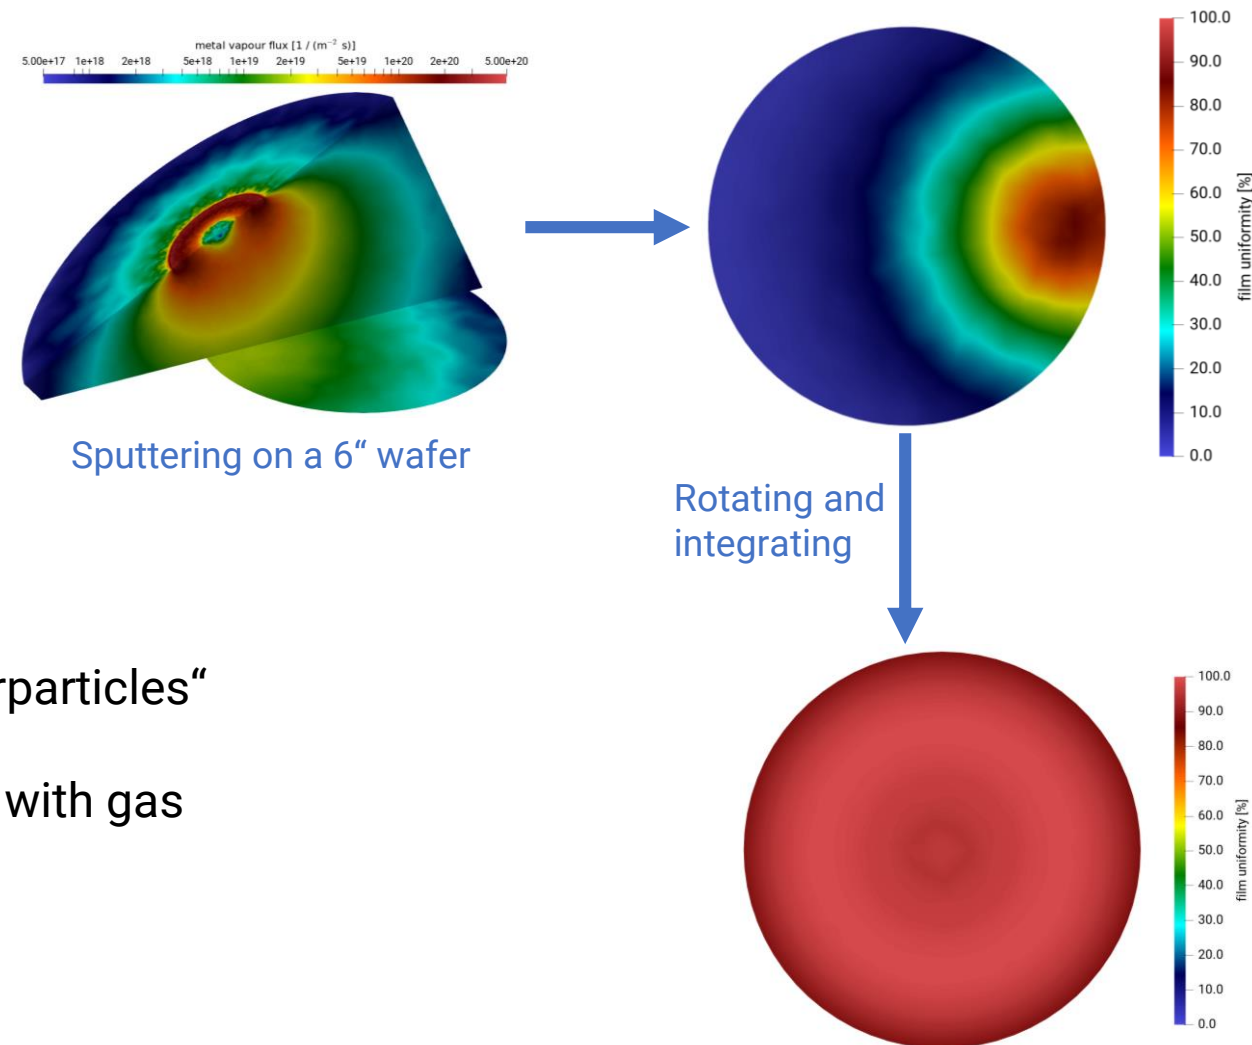 metal vapour flux [1 / (m⁻² s)]
5.00e+17 1e+18 2e+18 5e+18 1e+19 2e+19 5e+19 1e+20 2e+20 5.00e+20
Sputtering on a 6“ wafer
100.0
90.0
80.0
70.0
60.0
50.0
40.0
30.0
20.0
10.0
0.0
film uniformity [%]
Rotating and
integrating
rparticles“
with gas
100.0
90.0
80.0
70.0
60.0
50.0
40.0
30.0
20.0
10.0
0.0
film uniformity [%]